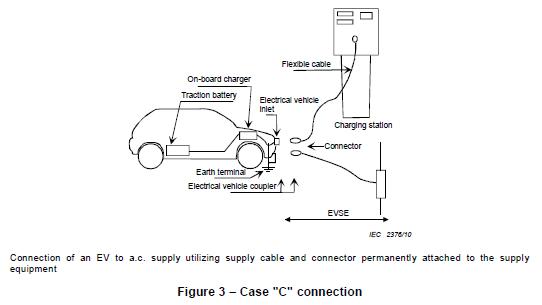 Flexible cable
On-board charger
Traction battery
Electrical vehicle
inlet
Charging station
Connector
Earth terminal
Electrical vehicle coupler
EVSE
IEC 2376/10
Connection of an EV to a.c. supply utilizing supply cable and connector permanently attached to the supply
equipment
Figure 3 – Case "C" connection